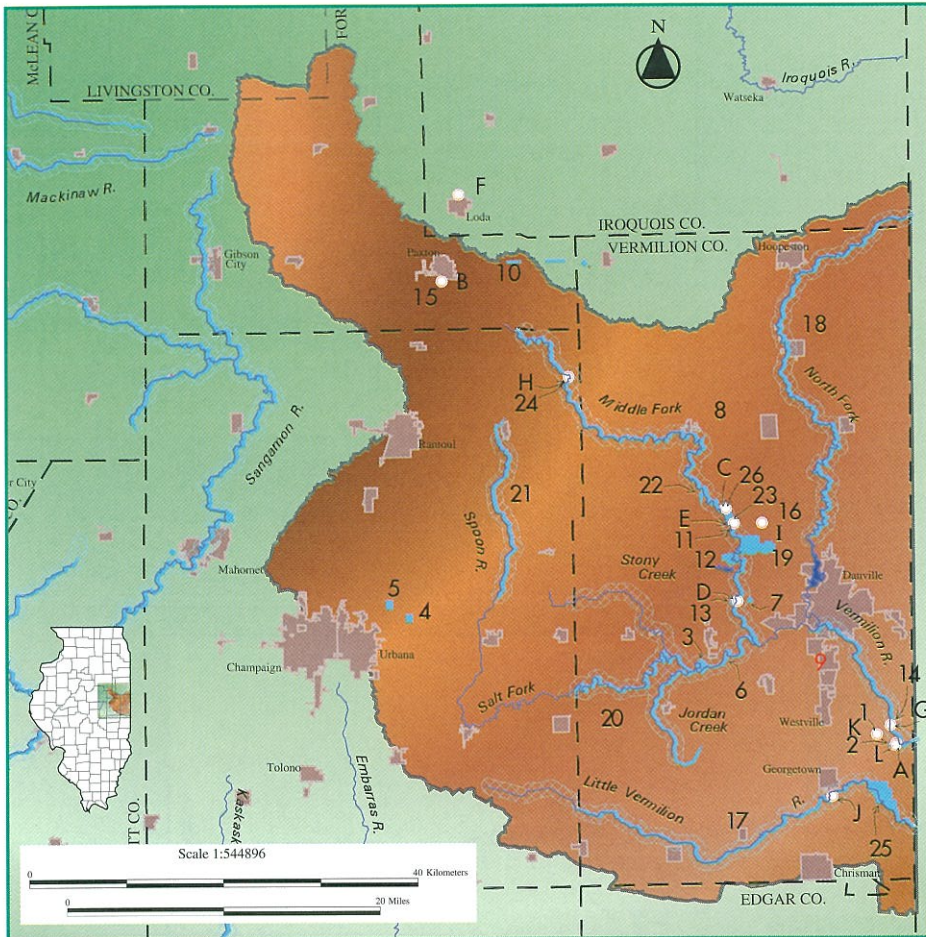 McLEAN C
FOR
LIVINGSTON CO.
N
Iroquois R.
Watseka
Mackinaw R.
F
Loda
IROQUOIS CO.
VERMILION CO.
Hoopeston
Gibson
City
Paxton
B
10
15
18
H
24
Middle Fork
8
North Fork
Sangamon R.
Rantoul
er City
CO.
21
22
C
26
23
16
E
11
I
Spoon R.
12
19
Stony
Creek
Mahomet
5
4
D
13
7
Danville
3
Vermilion R.
Champaign
Urbana
9
6
14
Salt Fork
G
1
K
2
L
A
20
Jordan
Creek
Westville
Tolono
Embarras R.
Georgetown
Kaskask
Little Vermilion
R.
J
17
25
TT CO.
Scale 1:544896
0
40 Kilometers
0
20 Miles
Chrisman
EDGAR CO.